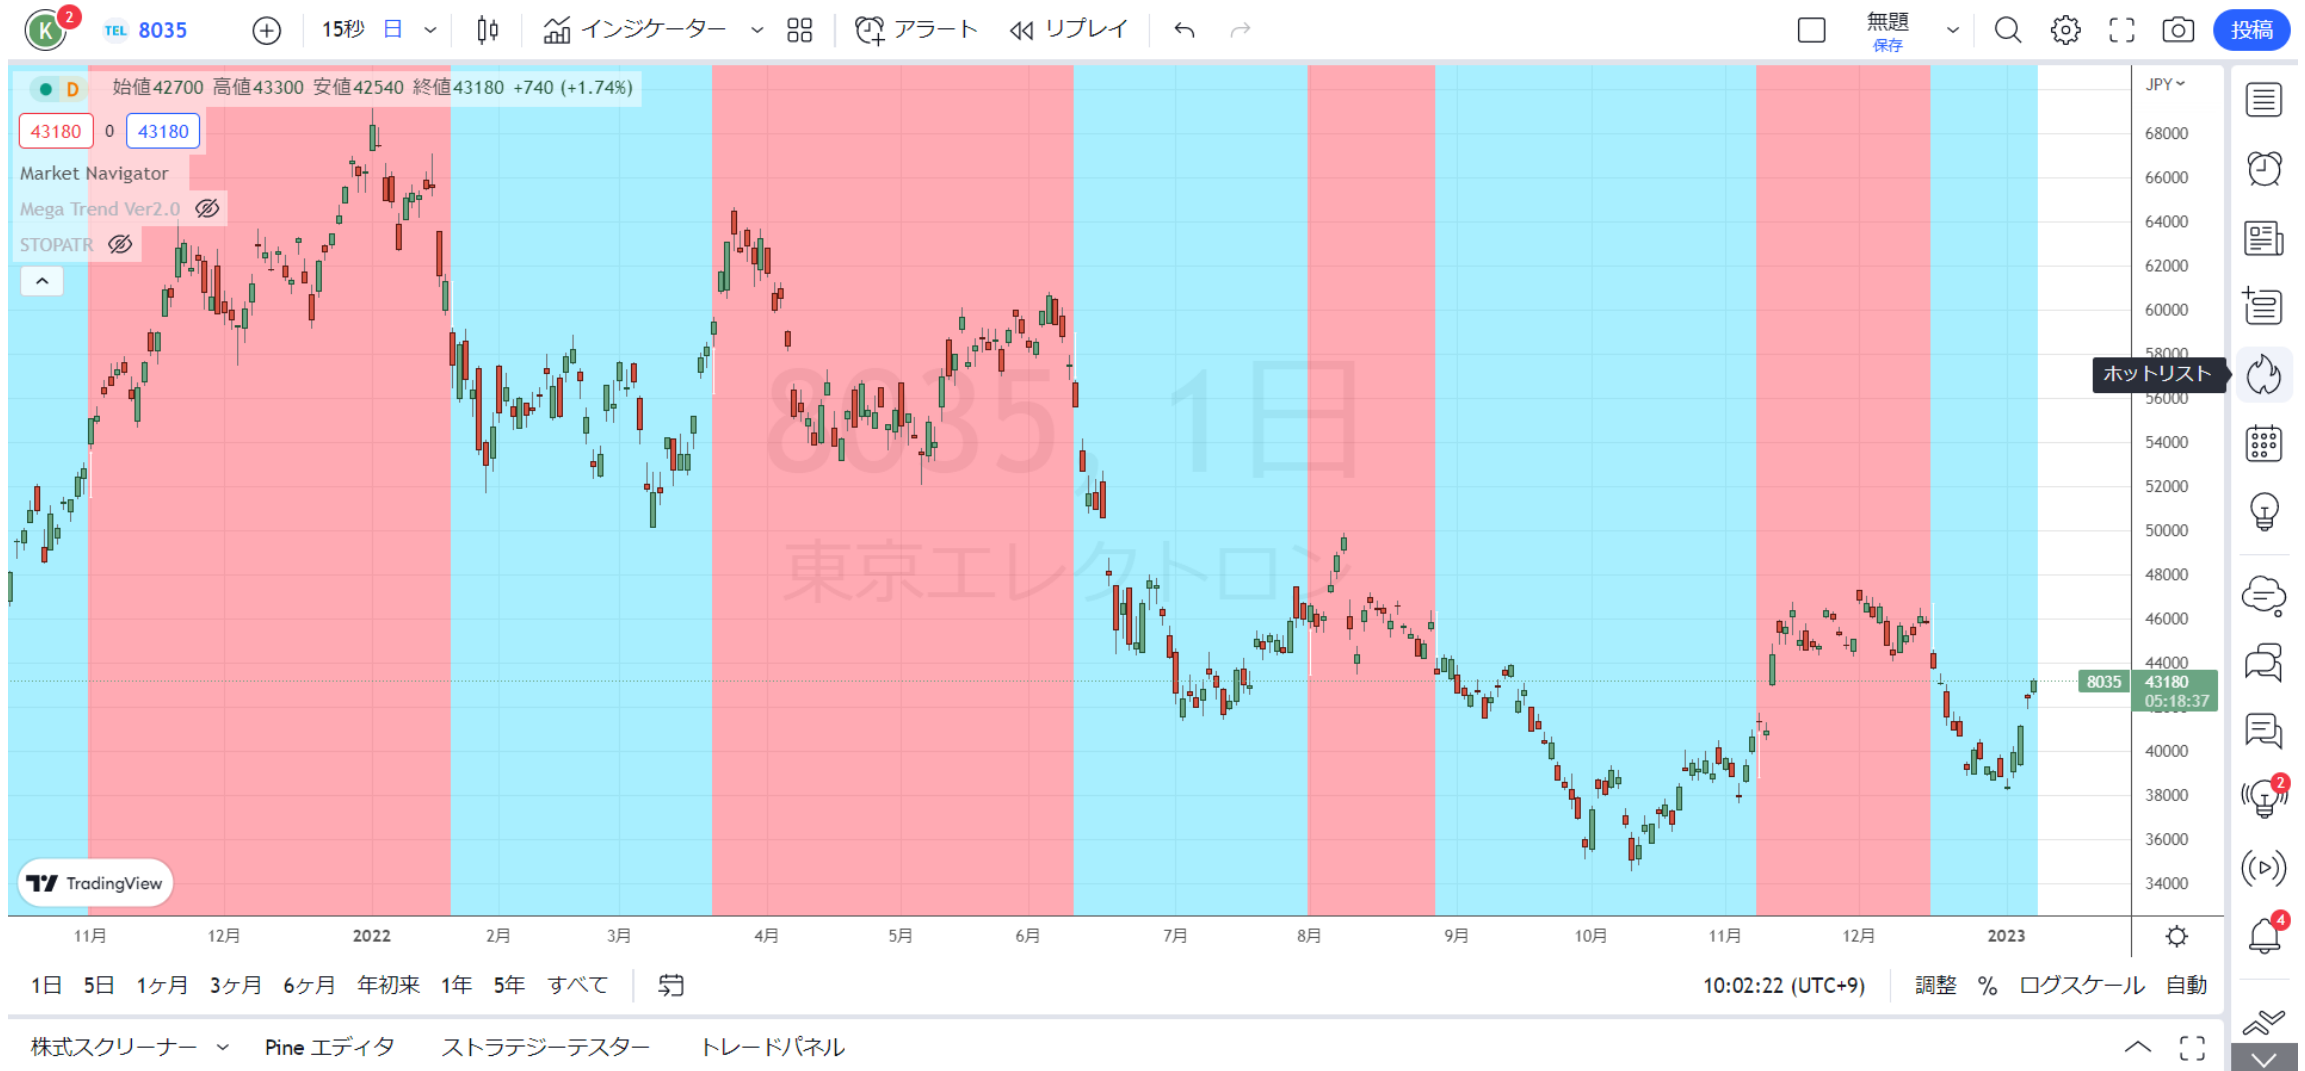 K 2 TEL 8035 15秒 日 インジケーター アラート リプレイ 無題 投稿
保存
D 始値42700 高値43300 安値42540 終値43180 +740 (+1.74%)
JPY
43180 0 43180
68000
Market Navigator
66000
Mega Trend Ver2.0
64000
STOPATR
62000
60000
58000
ホットリスト
8035, 1日
56000
54000
52000
50000
東京エレクトロン
48000
46000
44000
8035 43180
05:18:37
42000
40000
2
38000
36000
TradingView
34000
11月 12月 2022 2月 3月 4月 5月 6月 7月 8月 9月 10月 11月 12月 2023
4
1日 5日 1ヶ月 3ヶ月 6ヶ月 年初来 1年 5年 すべて 10:02:22 (UTC+9) 調整 % ログスケール 自動
株式スクリーナー Pine エディタ ストラテジーテスター トレードパネル